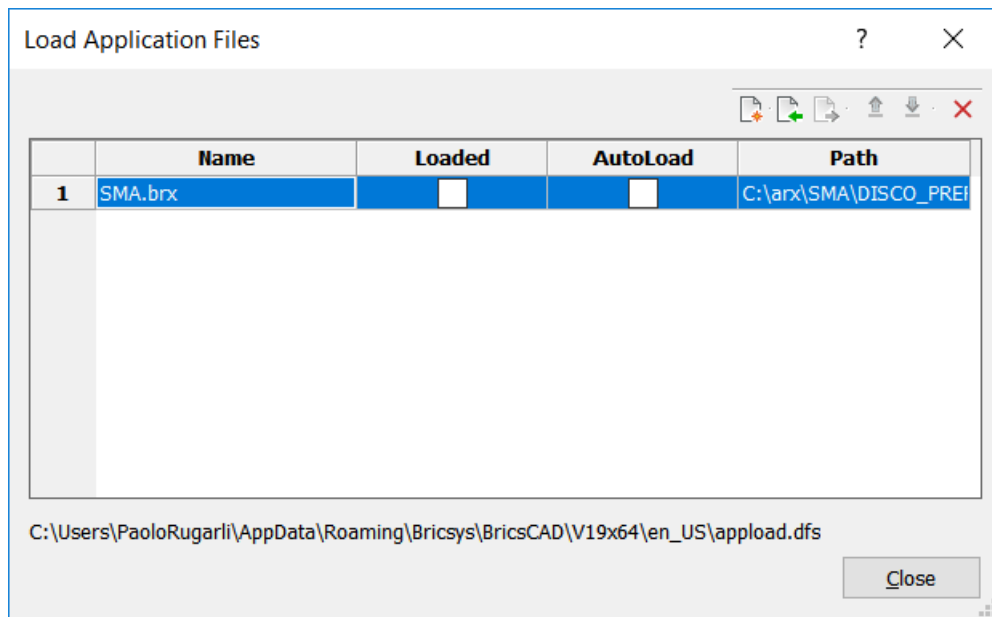 Load Application Files ?
Name Loaded AutoLoad Path
1 SMA.brx C:\arx\SMA\DISCO_PREF
C:\Users\PaoloRugarli\AppData\Roaming\Bricsys\BricsCAD\V19x64\en_US\appload.dfs
Close